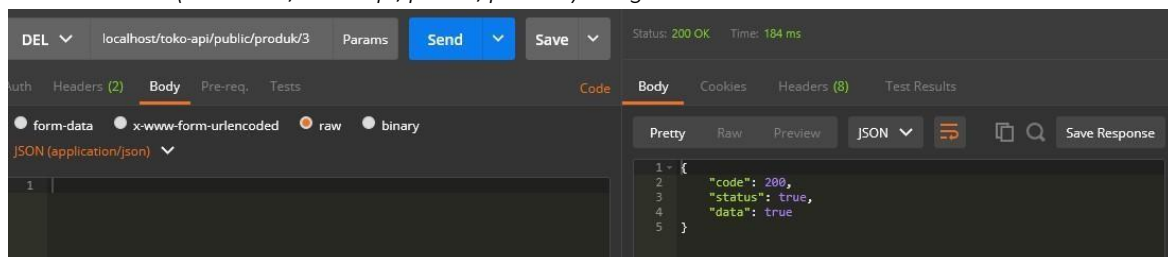 DEL localhost/toko-api/public/produk/3 Params Send Save
Auth Headers (2) Body Pre-req. Tests Code
form-data x-www-form-urlencoded raw binary
JSON (application/json)
1
Status: 200 OK Time: 184 ms
Body Cookies Headers (8) Test Results
Pretty Raw Preview JSON Save Response
1 {
2 "code": 200,
3 "status": true,
4 "data": true
5 }